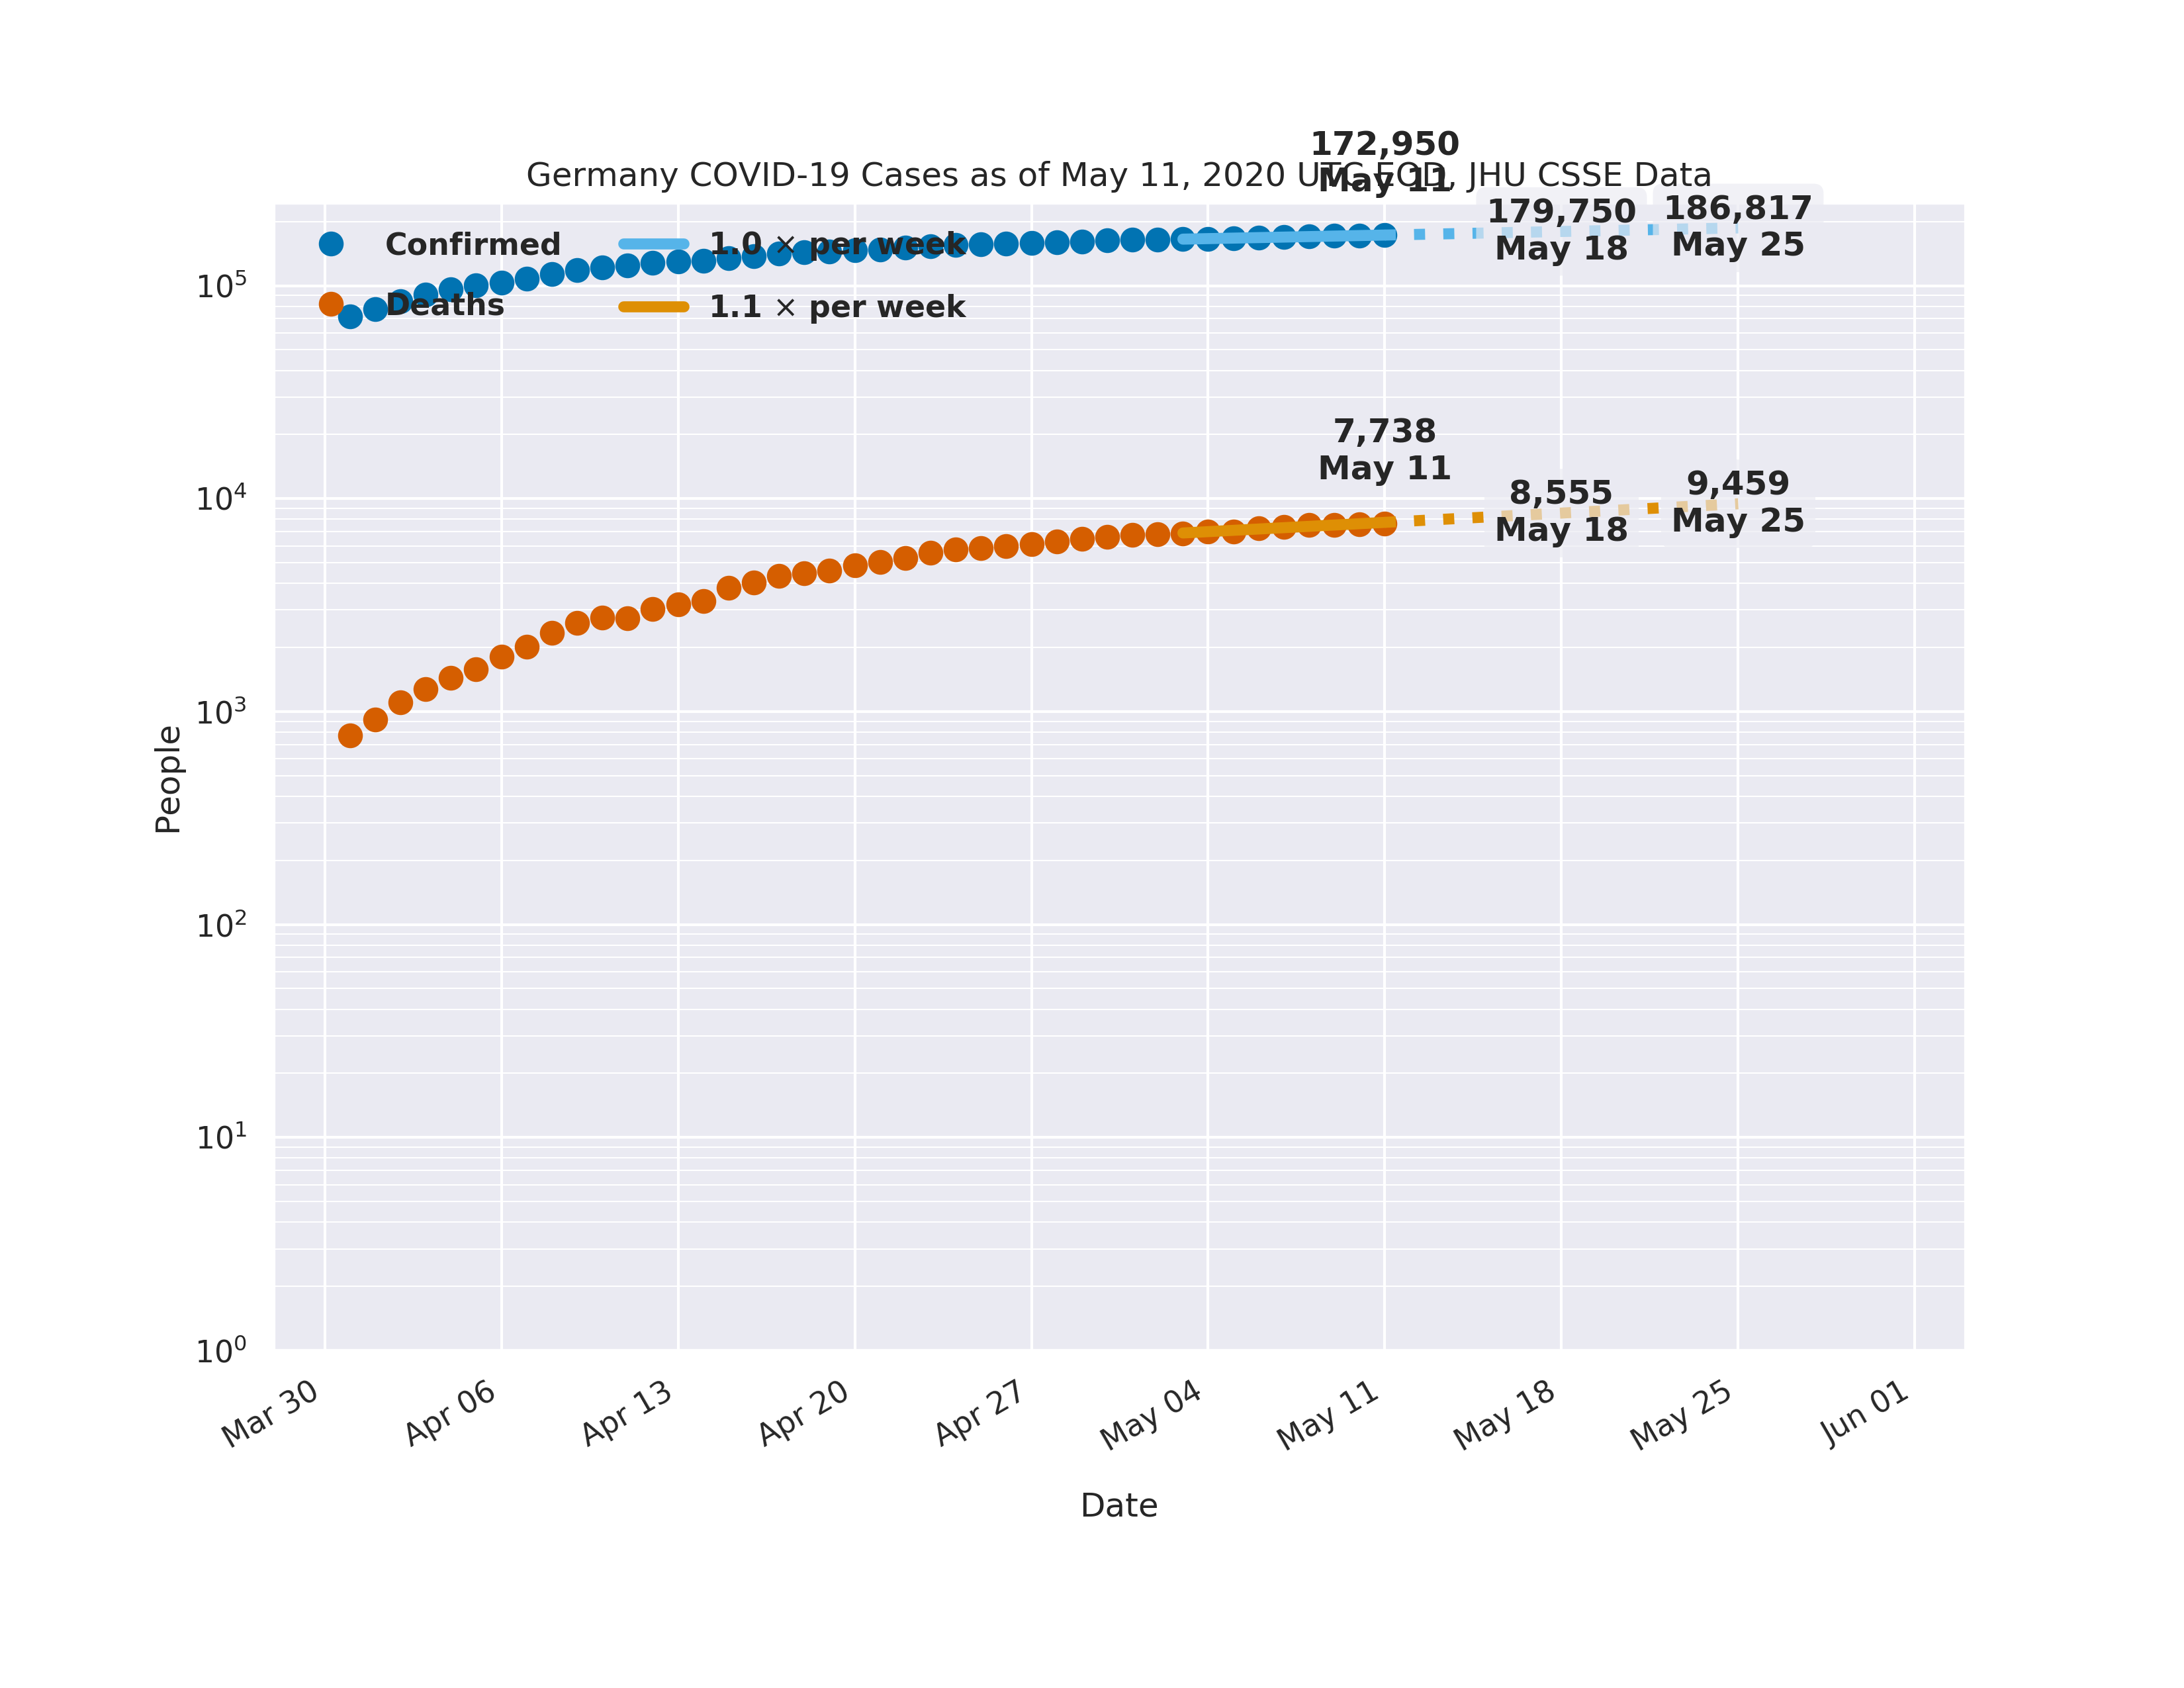 172,950
May 11
Germany COVID-19 Cases as of May 11, 2020 UTC EOD, JHU CSSE Data
179,750
May 18
186,817
May 25
Confirmed
1.0 × per week
Deaths
1.1 × per week
7,738
May 11
8,555
May 18
9,459
May 25
People
10⁵
10⁴
10³
10²
10¹
10⁰
Mar 30
Apr 06
Apr 13
Apr 20
Apr 27
May 04
May 11
May 18
May 25
Jun 01
Date